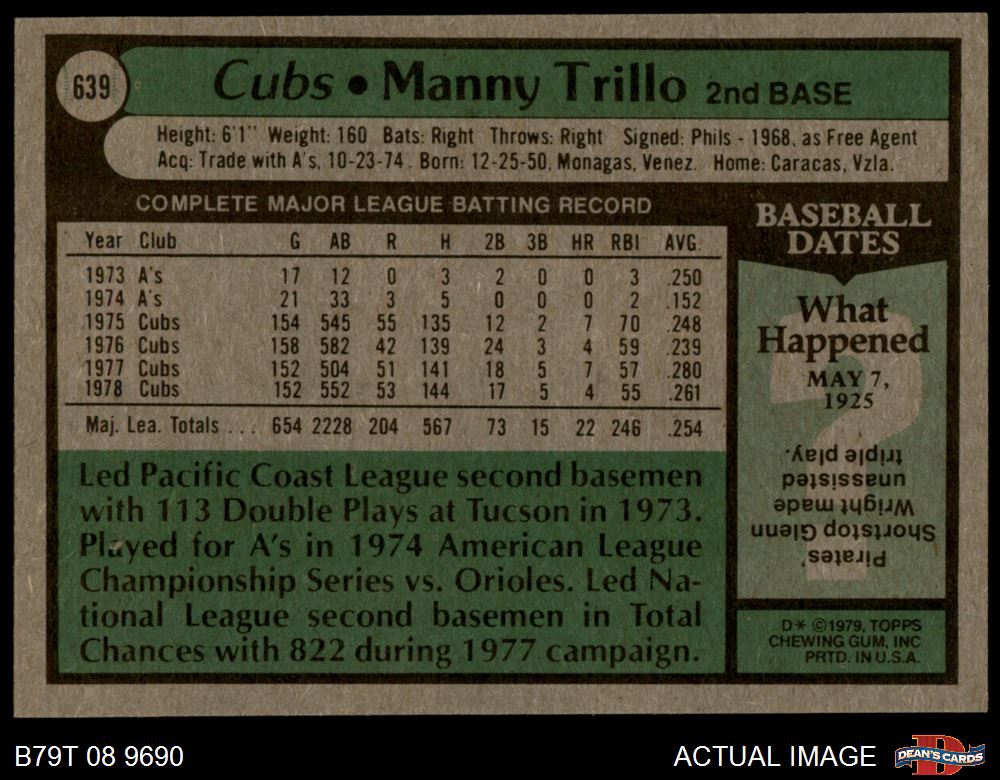 639
Cubs • Manny Trillo 2nd BASE
Height: 6'1" Weight: 160 Bats: Right Throws: Right Signed: Phils - 1968, as Free Agent
Acq: Trade with A's, 10-23-74. Born: 12-25-50, Monagas, Venez. Home: Caracas, Vzla.
COMPLETE MAJOR LEAGUE BATTING RECORD
Year Club G AB R H 2B 3B HR RBI AVG.
1973 A's 17 12 0 3 2 0 0 3 .250
1974 A's 21 33 3 5 0 0 0 2 .152
1975 Cubs 154 545 55 135 12 2 7 70 .248
1976 Cubs 158 582 42 139 24 3 4 59 .239
1977 Cubs 152 504 51 141 18 5 7 57 .280
1978 Cubs 152 552 53 144 17 5 4 55 .261
Maj. Lea. Totals . . . 654 2228 204 567 73 15 22 246 .254
Led Pacific Coast League second basemen
with 113 Double Plays at Tucson in 1973.
Played for A's in 1974 American League
Championship Series vs. Orioles. Led Na-
tional League second basemen in Total
Chances with 822 during 1977 campaign.
BASEBALL
DATES
What
Happened
MAY 7,
1925
Pirates'
Shortstop Glenn
Wright made
unassisted
triple play.
D* ©1979, TOPPS
CHEWING GUM, INC
PRTD. IN U.S.A.
B79T 08 9690
ACTUAL IMAGE
D
DEAN'S CARDS